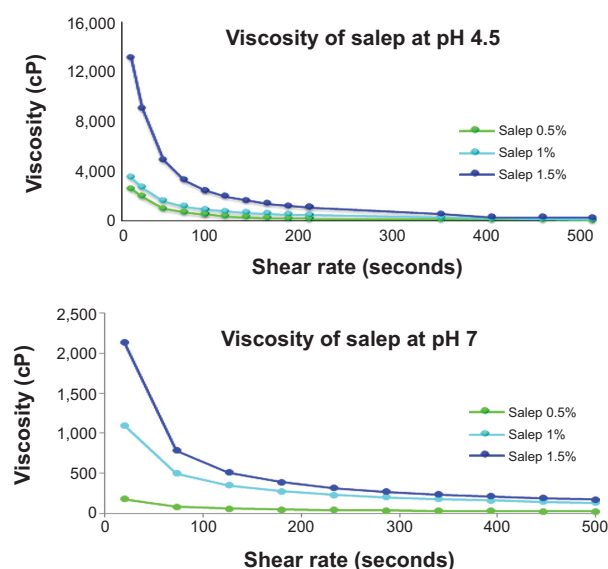 Viscosity of salep at pH 4.5
Viscosity (cP)
16,000
12,000
8,000
4,000
0
Salep 0.5%
Salep 1%
Salep 1.5%
0 100 200 300 400 500
Shear rate (seconds)
Viscosity of salep at pH 7
Viscosity (cP)
2,500
2,000
1,500
1,000
500
0
Salep 0.5%
Salep 1%
Salep 1.5%
0 100 200 300 400 500
Shear rate (seconds)